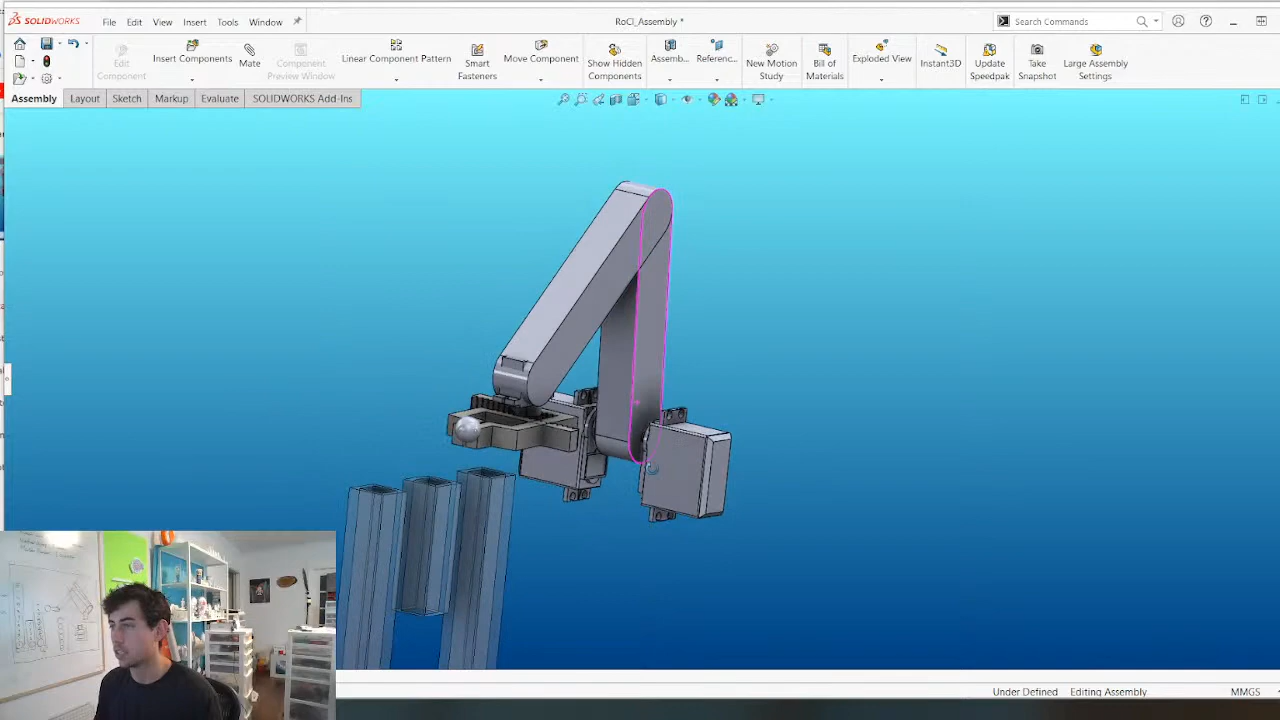 SOLIDWORKS File Edit View Insert Tools Window RoCl_Assembly * Search Commands
Edit Component
Insert Components
Mate
Component Preview Window
Linear Component Pattern
Smart Fasteners
Move Component
Show Hidden Components
Assemb...
Referenc...
New Motion Study
Bill of Materials
Exploded View
Instant3D
Update Speedpak
Take Snapshot
Large Assembly Settings
Assembly Layout Sketch Markup Evaluate SOLIDWORKS Add-Ins
Under Defined Editing Assembly MMGS